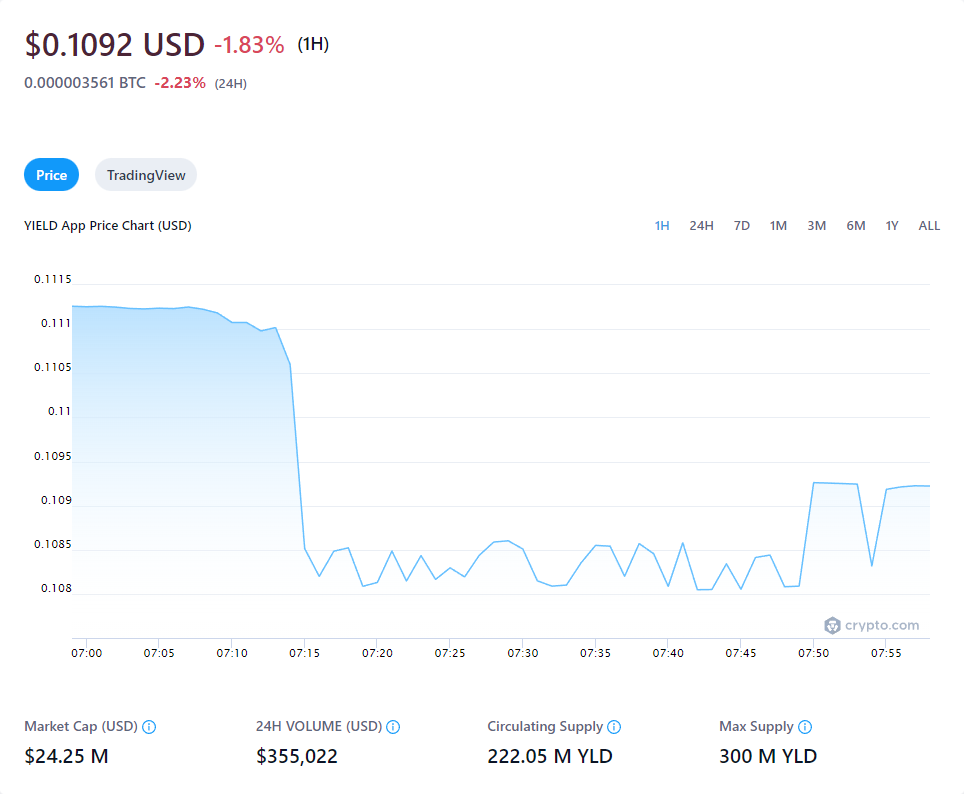 $0.1092 USD -1.83% (1H)
0.000003561 BTC -2.23% (24H)
Price TradingView
YIELD App Price Chart (USD) 1H 24H 7D 1M 3M 6M 1Y ALL
0.1115
0.111
0.1105
0.11
0.1095
0.109
0.1085
0.108
crypto.com
07:00 07:05 07:10 07:15 07:20 07:25 07:30 07:35 07:40 07:45 07:50 07:55
Market Cap (USD) 24H VOLUME (USD) Circulating Supply Max Supply
$24.25 M $355,022 222.05 M YLD 300 M YLD